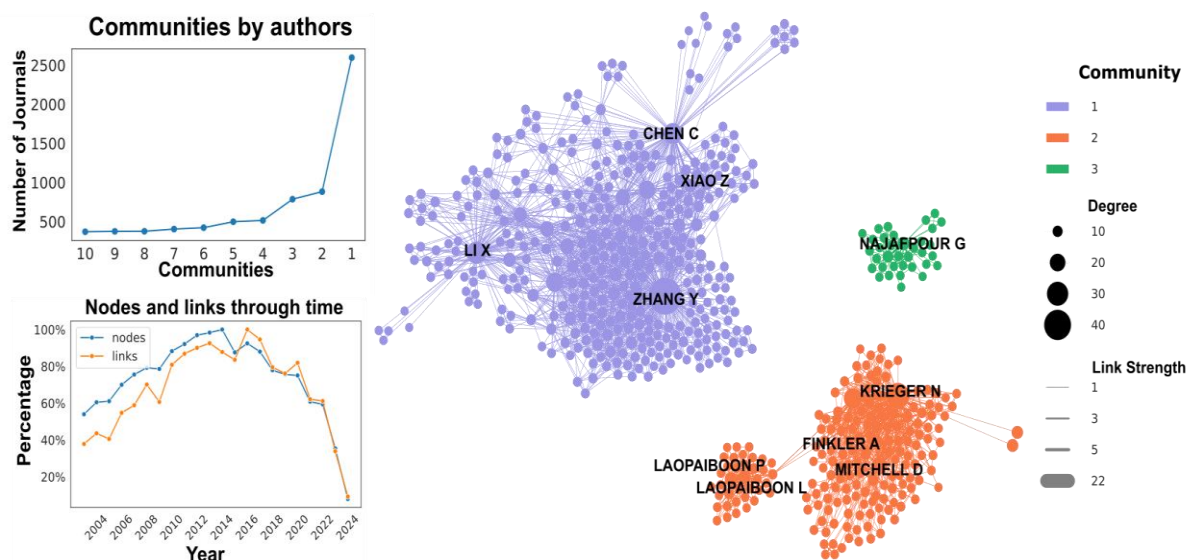 Communities by authors
Number of Journals
2500
2000
1500
1000
500
10 9 8 7 6 5 4 3 2 1
Communities
Nodes and links through time
nodes
links
Percentage
100%
80%
60%
40%
20%
2004 2006 2008 2010 2012 2014 2016 2018 2020 2022 2024
Year
CHEN C
XIAO Z
LI X
ZHANG Y
NAJAFPOUR G
KRIEGER N
FINKLER A
MITCHELL D
LAOPAIBOON P
LAOPAIBOON L
Community
1
2
3
Degree
10
20
30
40
Link Strength
1
3
5
22